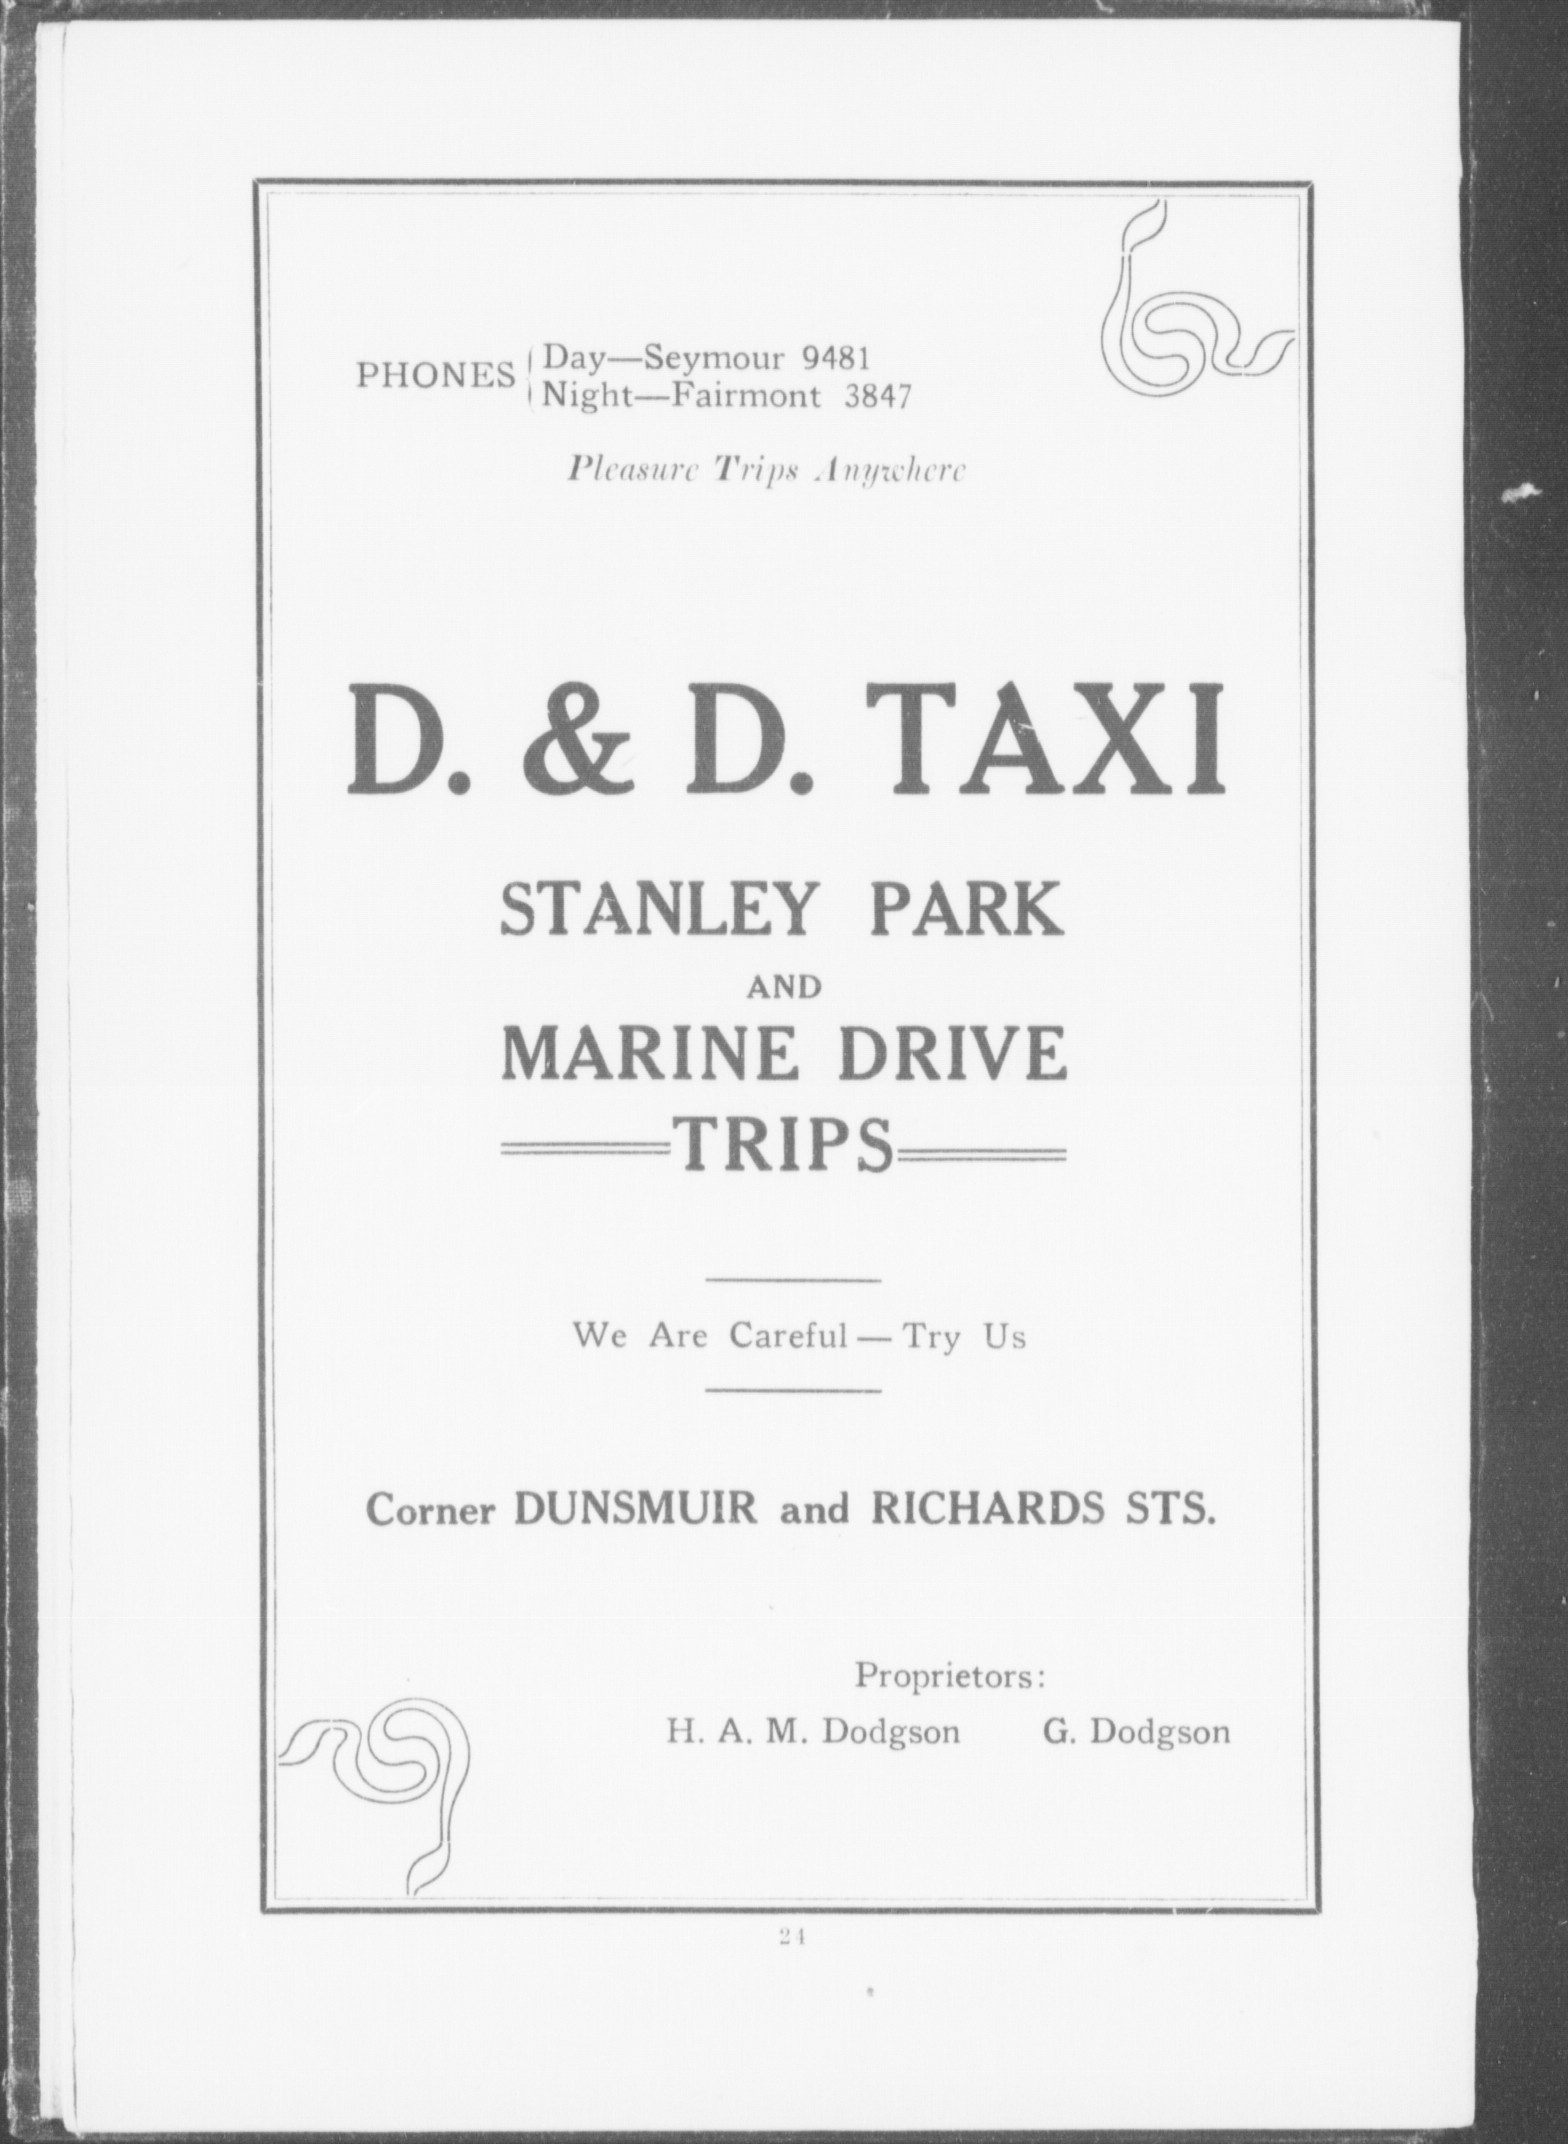 PHONES
Day—Seymour 9481
Night—Fairmont 3847
Pleasure Trips Anywhere
D. & D. TAXI
STANLEY PARK
AND
MARINE DRIVE
TRIPS
We Are Careful — Try Us
Corner DUNSMUIR and RICHARDS STS.
Proprietors:
H. A. M. Dodgson G. Dodgson
24